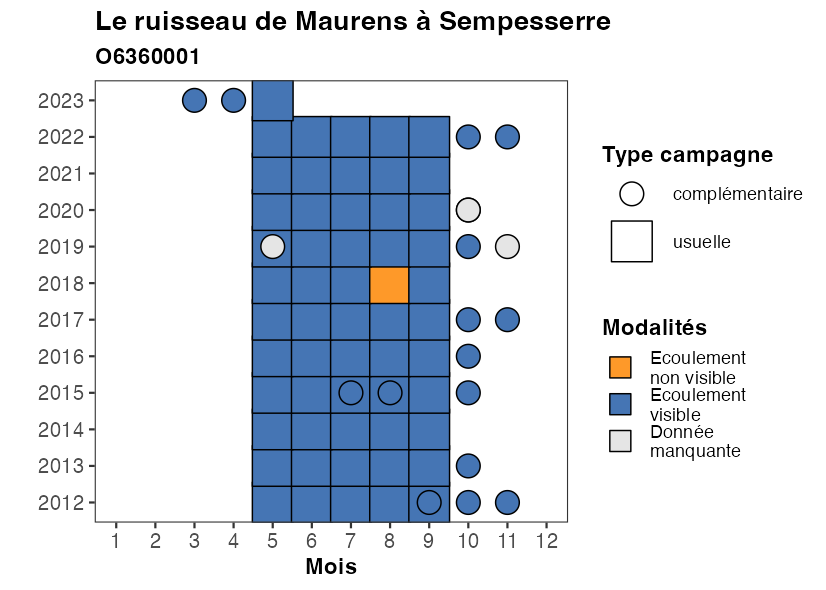 Le ruisseau de Maurens à Sempesserre
O6360001
2023
2022
2021
2020
2019
2018
2017
2016
2015
2014
2013
2012
1 2 3 4 5 6 7 8 9 10 11 12
Mois
Type campagne
complémentaire
usuelle
Modalités
Ecoulement
non visible
Ecoulement
visible
Donnée
manquante